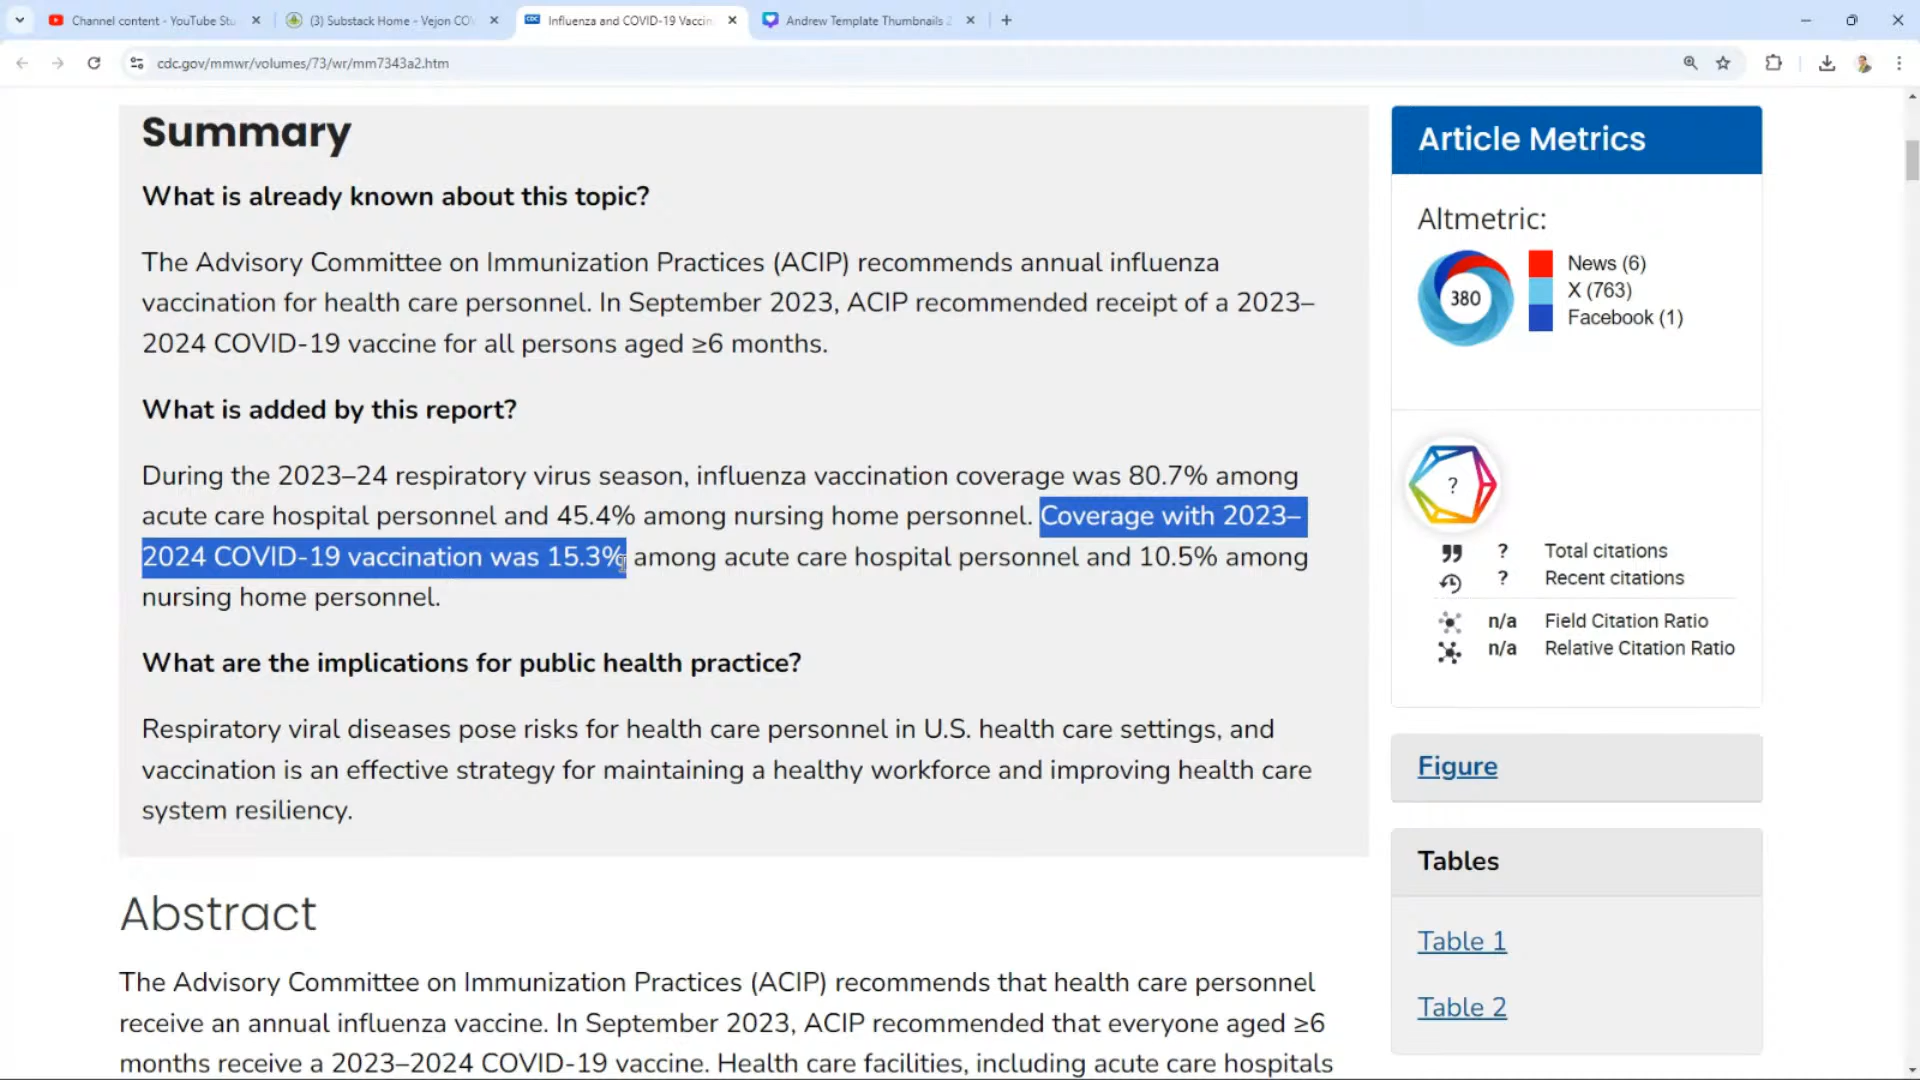 Channel content - YouTube Stu
(3) Substack Home - Vejon COV
CDC
Influenza and COVID-19 Vaccin
Andrew Template Thumbnails 2
cdc.gov/mmwr/volumes/73/wr/mm7343a2.htm
Summary
What is already known about this topic?
The Advisory Committee on Immunization Practices (ACIP) recommends annual influenza
vaccination for health care personnel. In September 2023, ACIP recommended receipt of a 2023–
2024 COVID-19 vaccine for all persons aged ≥6 months.
What is added by this report?
During the 2023–24 respiratory virus season, influenza vaccination coverage was 80.7% among
acute care hospital personnel and 45.4% among nursing home personnel. Coverage with 2023–
2024 COVID-19 vaccination was 15.3% among acute care hospital personnel and 10.5% among
nursing home personnel.
What are the implications for public health practice?
Respiratory viral diseases pose risks for health care personnel in U.S. health care settings, and
vaccination is an effective strategy for maintaining a healthy workforce and improving health care
system resiliency.
Abstract
The Advisory Committee on Immunization Practices (ACIP) recommends that health care personnel
receive an annual influenza vaccine. In September 2023, ACIP recommended that everyone aged ≥6
months receive a 2023–2024 COVID-19 vaccine. Health care facilities, including acute care hospitals
Article Metrics
Altmetric:
380
News (6)
X (763)
Facebook (1)
?
? Total citations
? Recent citations
n/a Field Citation Ratio
n/a Relative Citation Ratio
Figure
Tables
Table 1
Table 2